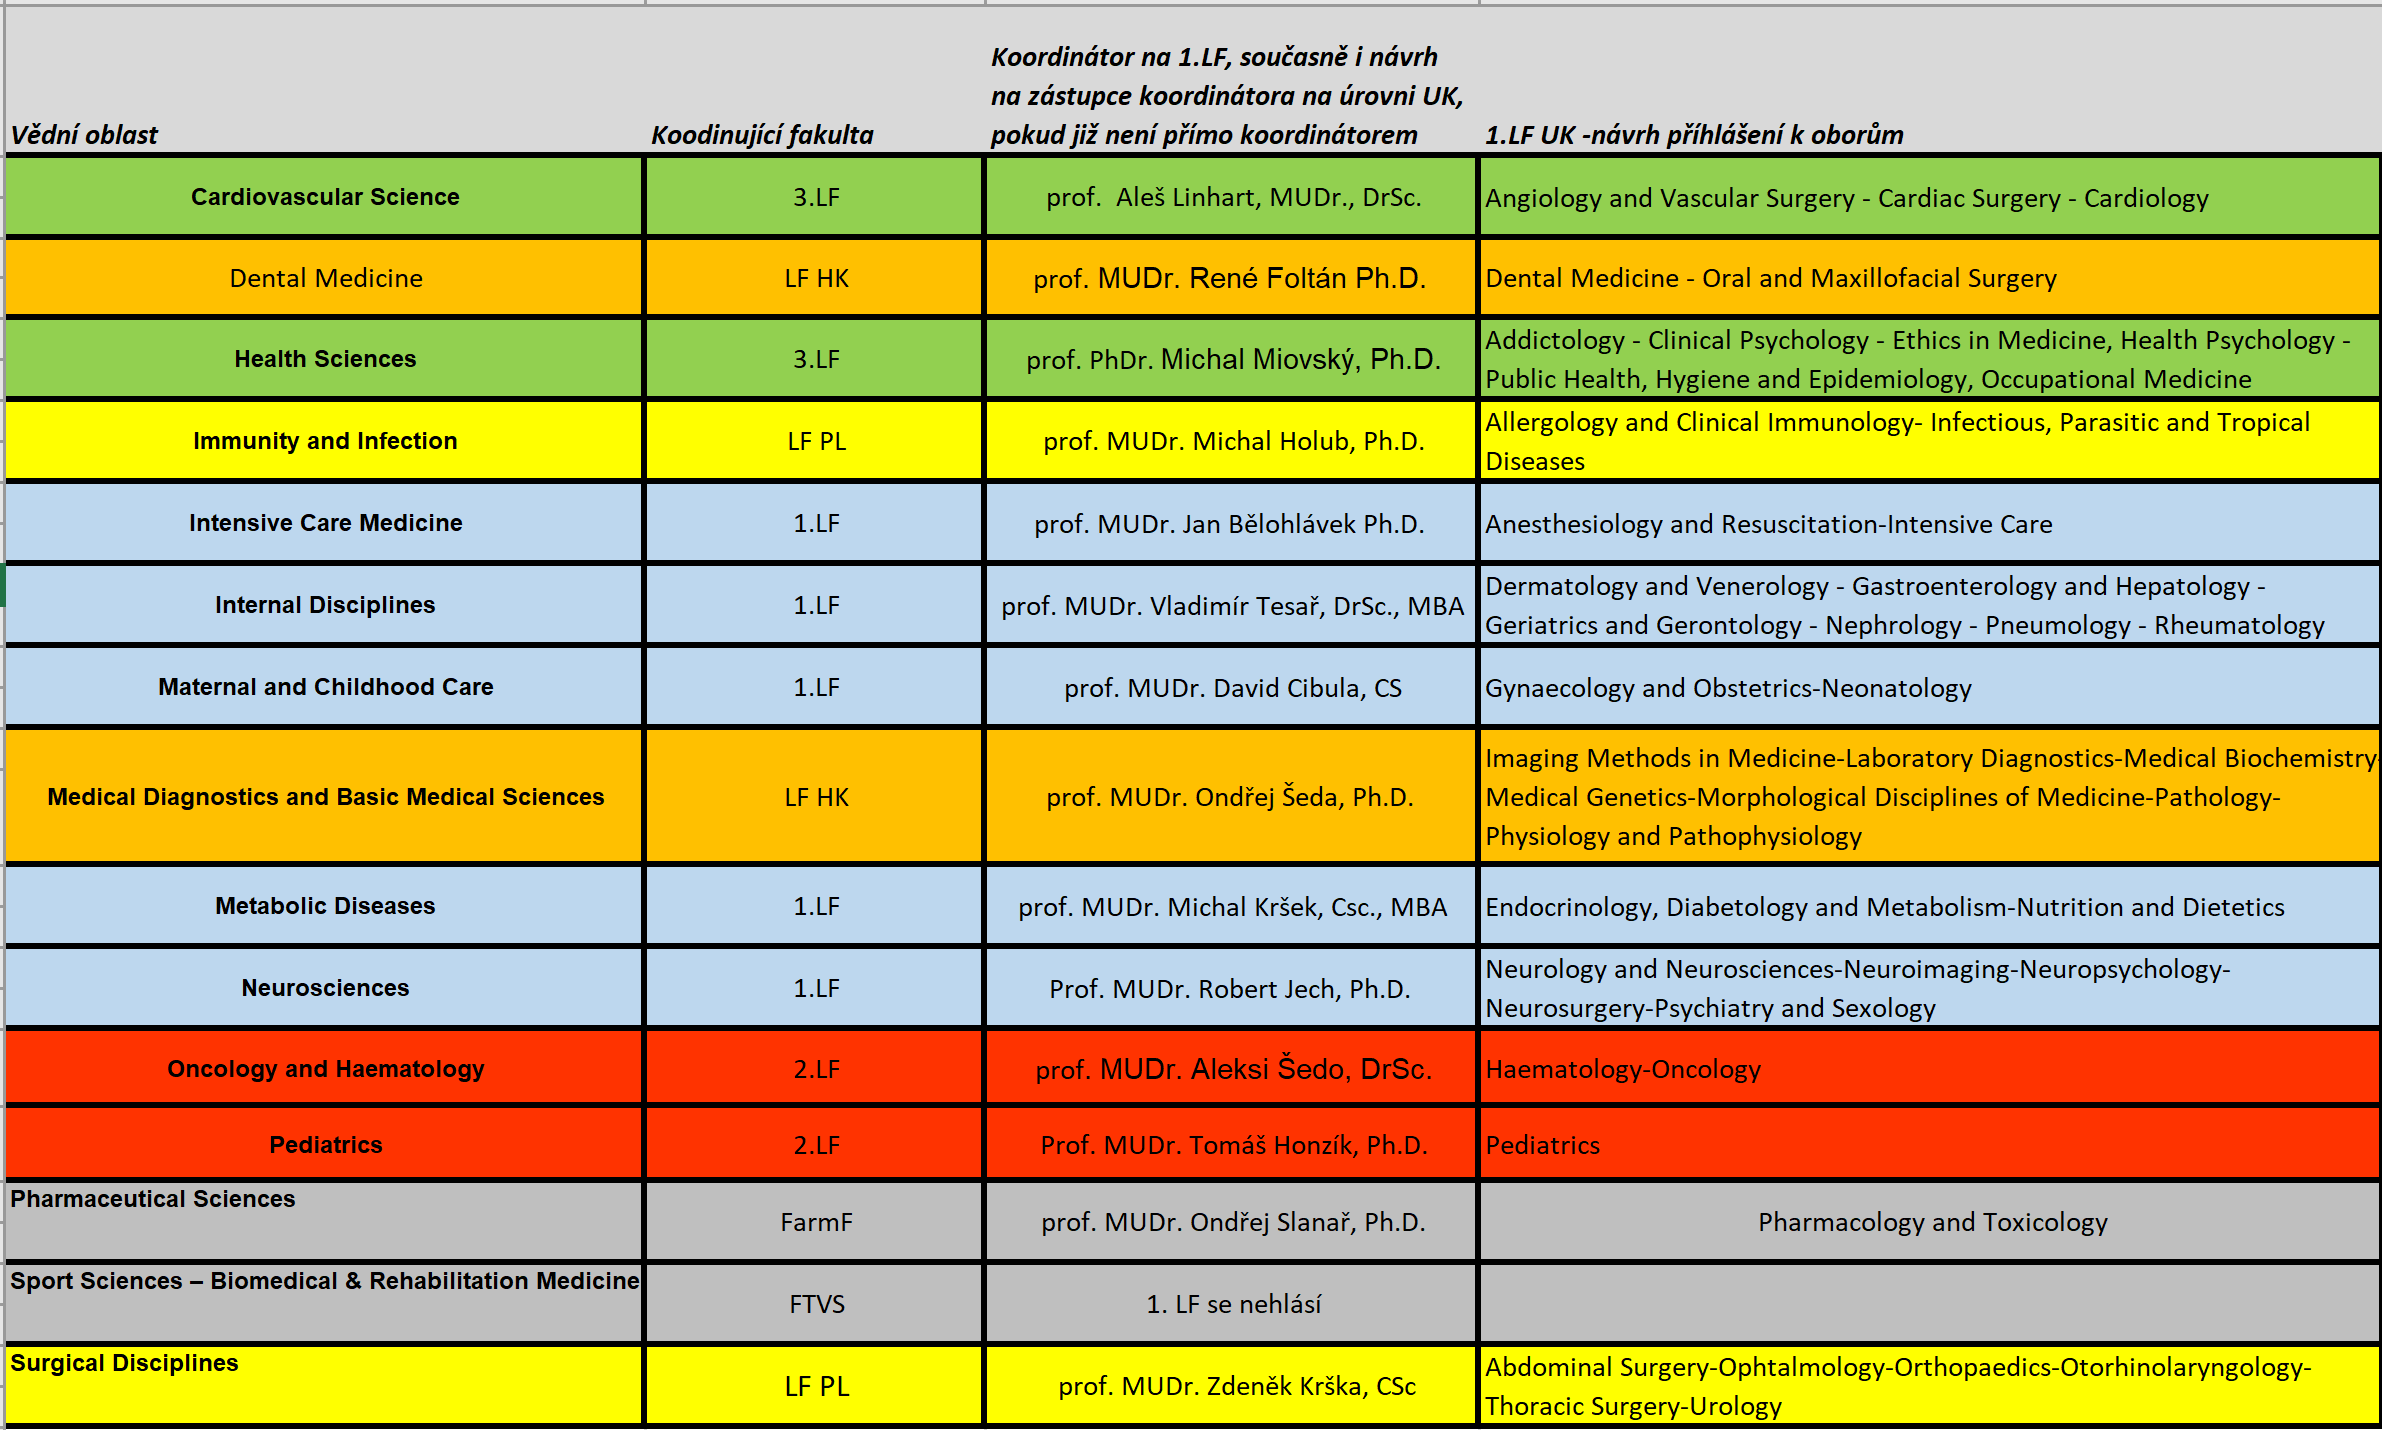 Vědní oblast
Koodinující fakulta
Koordinátor na 1.LF, současně i návrh
na zástupce koordinátora na úrovni UK,
pokud již není přímo koordinátorem
1.LF UK -návrh příhlášení k oborům
Cardiovascular Science
3.LF
prof.  Aleš Linhart, MUDr., DrSc.
Angiology and Vascular Surgery - Cardiac Surgery - Cardiology
Dental Medicine
LF HK
prof. MUDr. René Foltán Ph.D.
Dental Medicine - Oral and Maxillofacial Surgery
Health Sciences
3.LF
prof. PhDr. Michal Miovský, Ph.D.
Addictology - Clinical Psychology - Ethics in Medicine, Health Psychology -
Public Health, Hygiene and Epidemiology, Occupational Medicine
Immunity and Infection
LF PL
prof. MUDr. Michal Holub, Ph.D.
Allergology and Clinical Immunology- Infectious, Parasitic and Tropical
Diseases
Intensive Care Medicine
1.LF
prof. MUDr. Jan Bělohlávek Ph.D.
Anesthesiology and Resuscitation-Intensive Care
Internal Disciplines
1.LF
prof. MUDr. Vladimír Tesař, DrSc., MBA
Dermatology and Venerology - Gastroenterology and Hepatology -
Geriatrics and Gerontology - Nephrology - Pneumology - Rheumatology
Maternal and Childhood Care
1.LF
prof. MUDr. David Cibula, CS
Gynaecology and Obstetrics-Neonatology
Medical Diagnostics and Basic Medical Sciences
LF HK
prof. MUDr. Ondřej Šeda, Ph.D.
Imaging Methods in Medicine-Laboratory Diagnostics-Medical Biochemistry-
Medical Genetics-Morphological Disciplines of Medicine-Pathology-
Physiology and Pathophysiology
Metabolic Diseases
1.LF
prof. MUDr. Michal Kršek, Csc., MBA
Endocrinology, Diabetology and Metabolism-Nutrition and Dietetics
Neurosciences
1.LF
Prof. MUDr. Robert Jech, Ph.D.
Neurology and Neurosciences-Neuroimaging-Neuropsychology-
Neurosurgery-Psychiatry and Sexology
Oncology and Haematology
2.LF
prof. MUDr. Aleksi Šedo, DrSc.
Haematology-Oncology
Pediatrics
2.LF
Prof. MUDr. Tomáš Honzík, Ph.D.
Pediatrics
Pharmaceutical Sciences
FarmF
prof. MUDr. Ondřej Slanař, Ph.D.
Pharmacology and Toxicology
Sport Sciences – Biomedical & Rehabilitation Medicine
FTVS
1. LF se nehlásí
Surgical Disciplines
LF PL
prof. MUDr. Zdeněk Krška, CSc
Abdominal Surgery-Ophtalmology-Orthopaedics-Otorhinolaryngology-
Thoracic Surgery-Urology